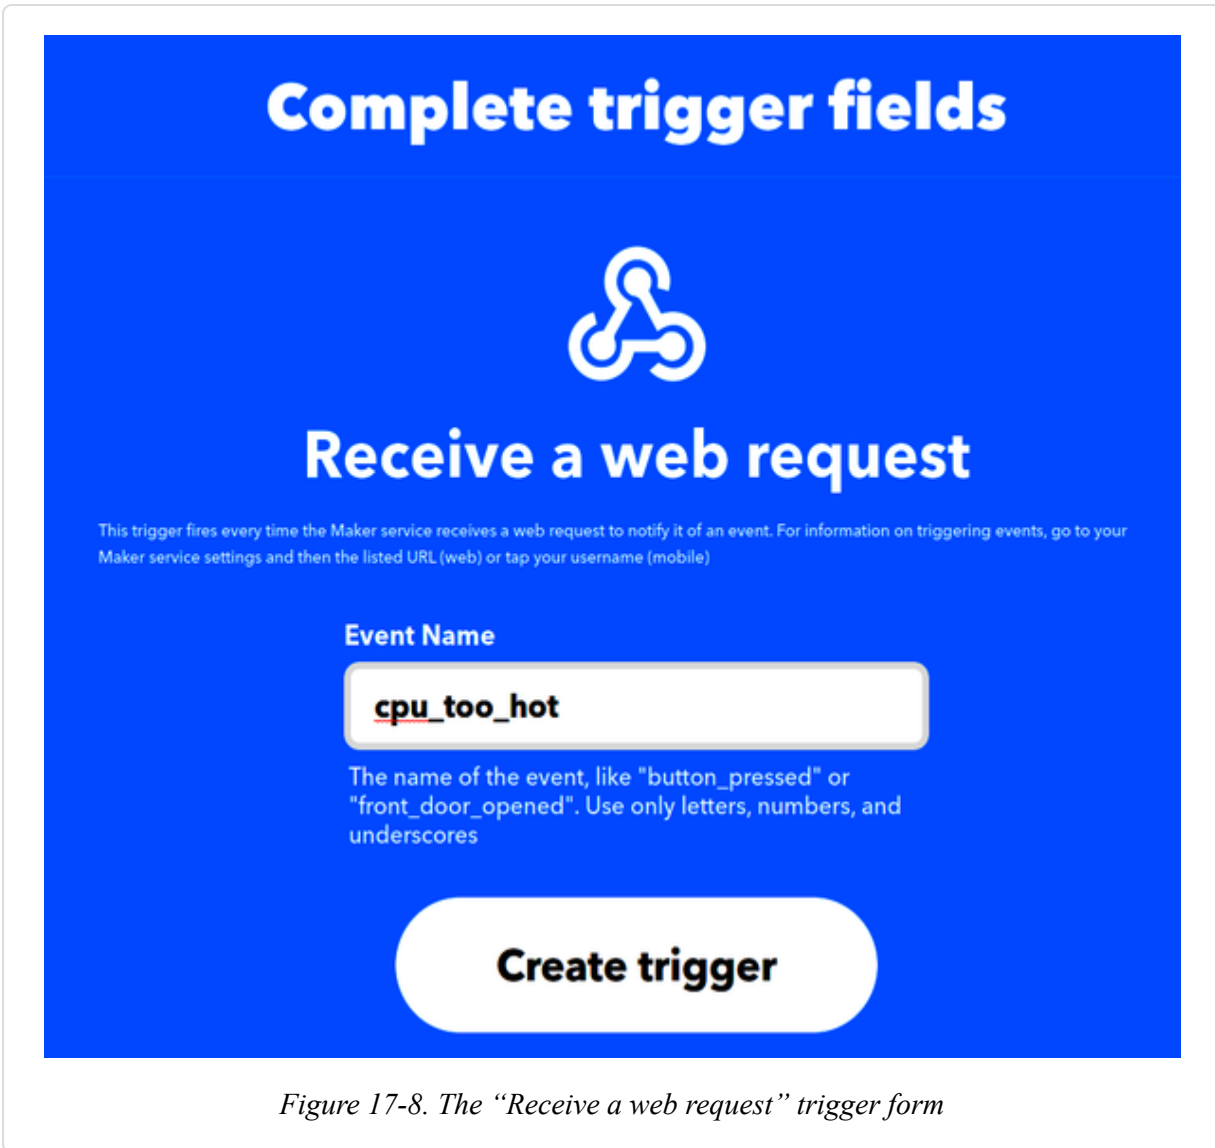 Complete trigger fields
Receive a web request
This trigger fires every time the Maker service receives a web request to notify it of an event. For information on triggering events, go to your
Maker service settings and then the listed URL (web) or tap your username (mobile)
Event Name
cpu_too_hot
The name of the event, like "button_pressed" or
"front_door_opened". Use only letters, numbers, and
underscores
Create trigger
Figure 17-8. The “Receive a web request” trigger form